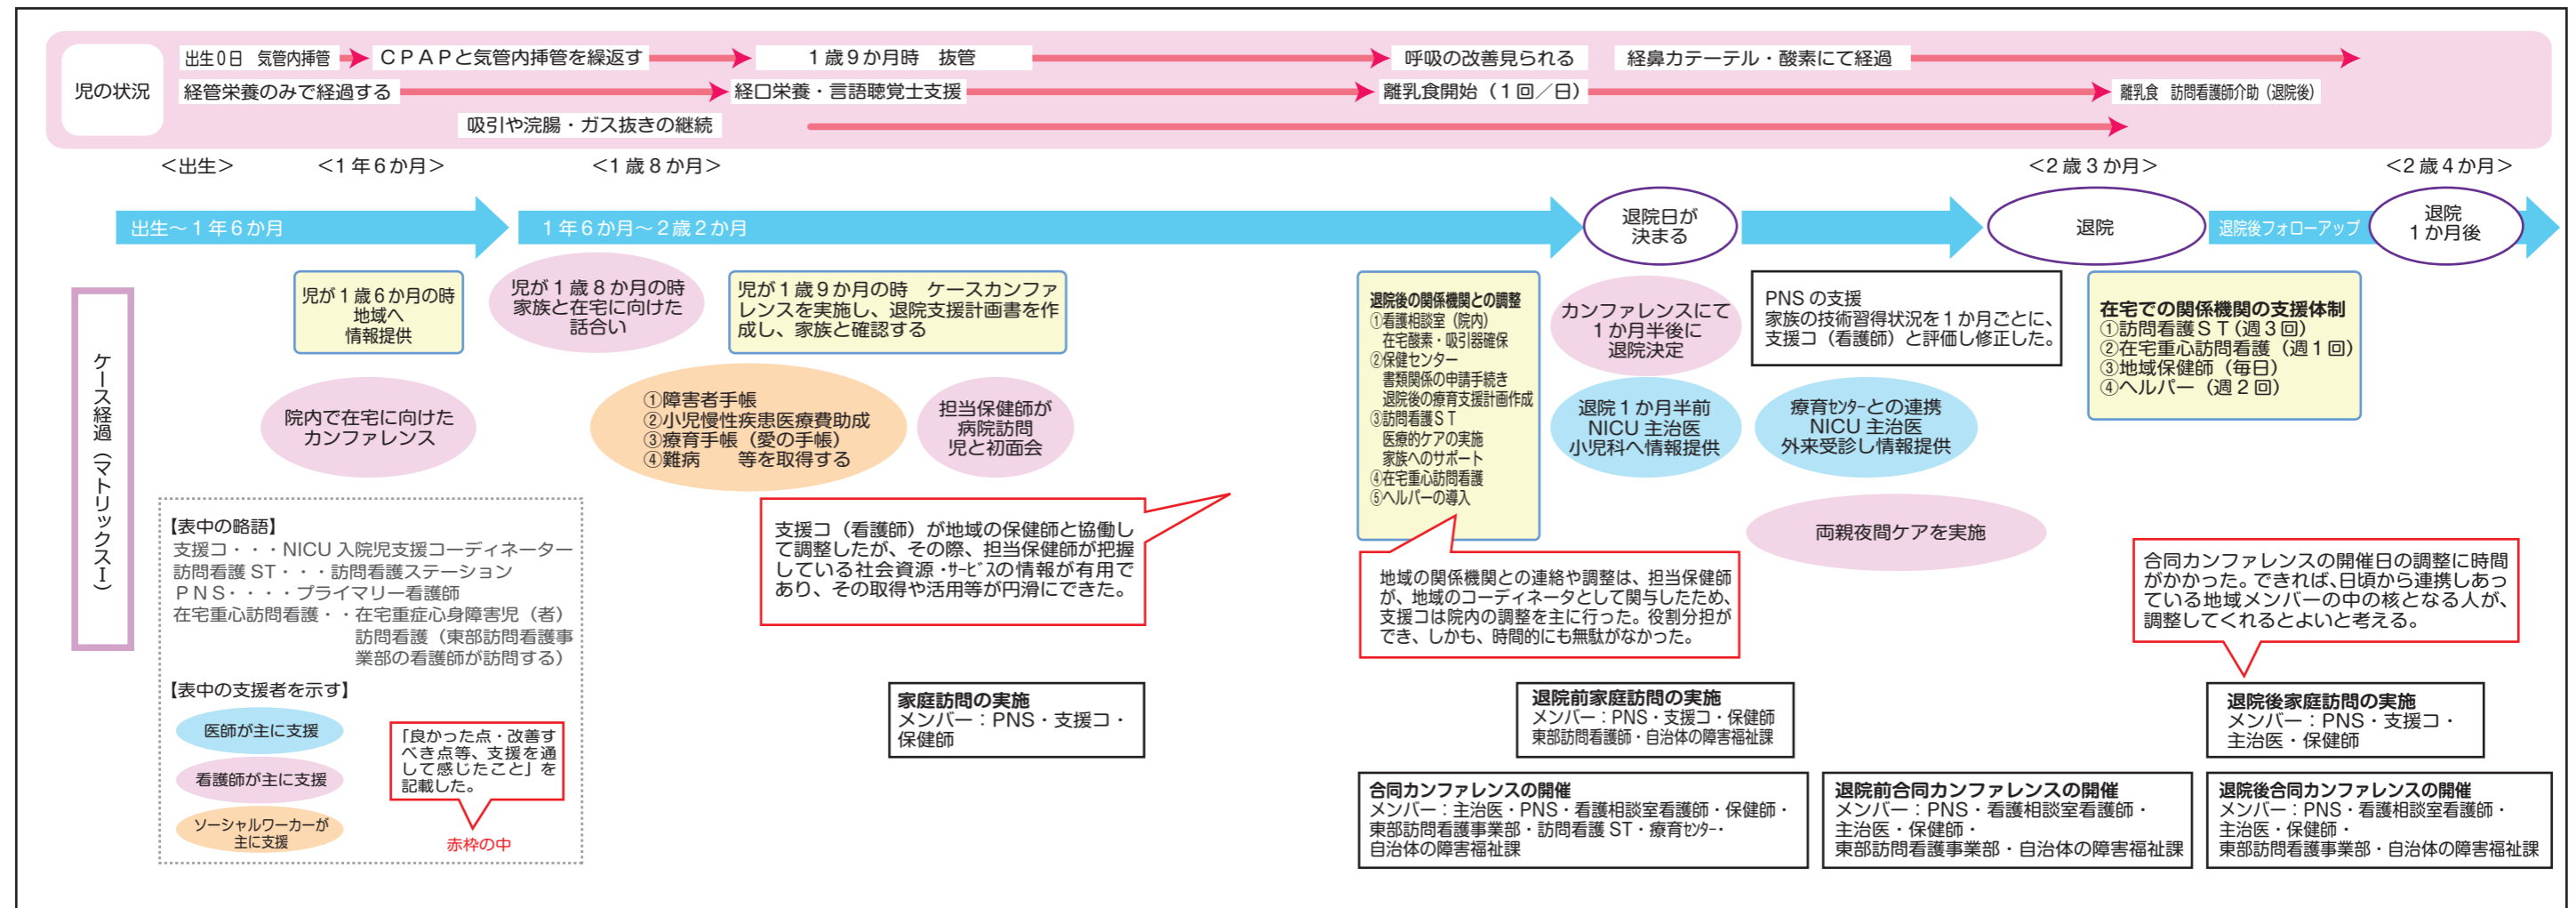 児の状況
出生０日　気管内挿管
ＣＰＡＰと気管内挿管を繰返す
１歳９か月時　抜管
呼吸の改善見られる
経鼻カテーテル・酸素にて経過
経管栄養のみで経過する
経口栄養・言語聴覚士支援
離乳食開始（１回／日）
離乳食　訪問看護師介助（退院後）
吸引や浣腸・ガス抜きの継続
＜出生＞
＜１年６か月＞
＜１歳８か月＞
＜２歳３か月＞
＜２歳４か月＞
出生～１年６か月
１年６か月～２歳２か月
退院日が
決まる
退院
退院後フォローアップ
退院
１か月後
ケース経過（マトリックスⅠ）
児が１歳６か月の時
地域へ
情報提供
児が１歳８か月の時
家族と在宅に向けた
話合い
児が１歳９か月の時　ケースカンファ
レンスを実施し、退院支援計画書を作
成し、家族と確認する
院内で在宅に向けた
カンファレンス
①障害者手帳
②小児慢性疾患医療費助成
③療育手帳（愛の手帳）
④難病　　等を取得する
担当保健師が
病院訪問
児と初面会
退院後の関係機関との調整
①看護相談室（院内）
在宅酸素・吸引器確保
②保健センター
書類関係の申請手続き
退院後の療育支援計画作成
③訪問看護ＳＴ
医療的ケアの実施
家族へのサポート
④在宅重心訪問看護
⑤ヘルパーの導入
カンファレンスにて
１か月半後に
退院決定
PNSの支援
家族の技術習得状況を１か月ごとに、
支援コ（看護師）と評価し修正した。
在宅での関係機関の支援体制
①訪問看護ＳＴ（週３回）
②在宅重心訪問看護（週１回）
③地域保健師（毎日）
④ヘルパー（週２回）
退院１か月半前
NICU主治医
小児科へ情報提供
療育ｾﾝﾀｰとの連携
NICU主治医
外来受診し情報提供
両親夜間ケアを実施
【表中の略語】
支援コ・・・NICU入院児支援コーディネーター
訪問看護ST・・・訪問看護ステーション
ＰＮＳ・・・・プライマリー看護師
在宅重心訪問看護・・在宅重症心身障害児（者）
訪問看護（東部訪問看護事
業部の看護師が訪問する）
【表中の支援者を示す】
医師が主に支援
看護師が主に支援
ソーシャルワーカーが
主に支援
「良かった点・改善す
べき点等、支援を通
して感じたこと」を
記載した。
赤枠の中
支援コ（看護師）が地域の保健師と協働し
て調整したが、その際、担当保健師が把握
している社会資源・ｻｰﾋﾞｽの情報が有用で
あり、その取得や活用等が円滑にできた。
地域の関係機関との連絡や調整は、担当保健師
が、地域のコーディネータとして関与したため、
支援コは院内の調整を主に行った。役割分担が
でき、しかも、時間的にも無駄がなかった。
合同カンファレンスの開催日の調整に時間
がかかった。できれば、日頃から連携しあっ
ている地域メンバーの中の核となる人が、
調整してくれるとよいと考える。
家庭訪問の実施
メンバー：PNS・支援コ・
保健師
退院前家庭訪問の実施
メンバー：PNS・支援コ・保健師
東部訪問看護師・自治体の障害福祉課
退院後家庭訪問の実施
メンバー：PNS・支援コ・
主治医・保健師
合同カンファレンスの開催
メンバー：主治医・PNS・看護相談室看護師・保健師・
東部訪問看護事業部・訪問看護ST・療育ｾﾝﾀｰ・
自治体の障害福祉課
退院前合同カンファレンスの開催
メンバー：PNS・看護相談室看護師・
主治医・保健師・
東部訪問看護事業部・自治体の障害福祉課
退院後合同カンファレンスの開催
メンバー：PNS・看護相談室看護師・
主治医・保健師・
東部訪問看護事業部・自治体の障害福祉課